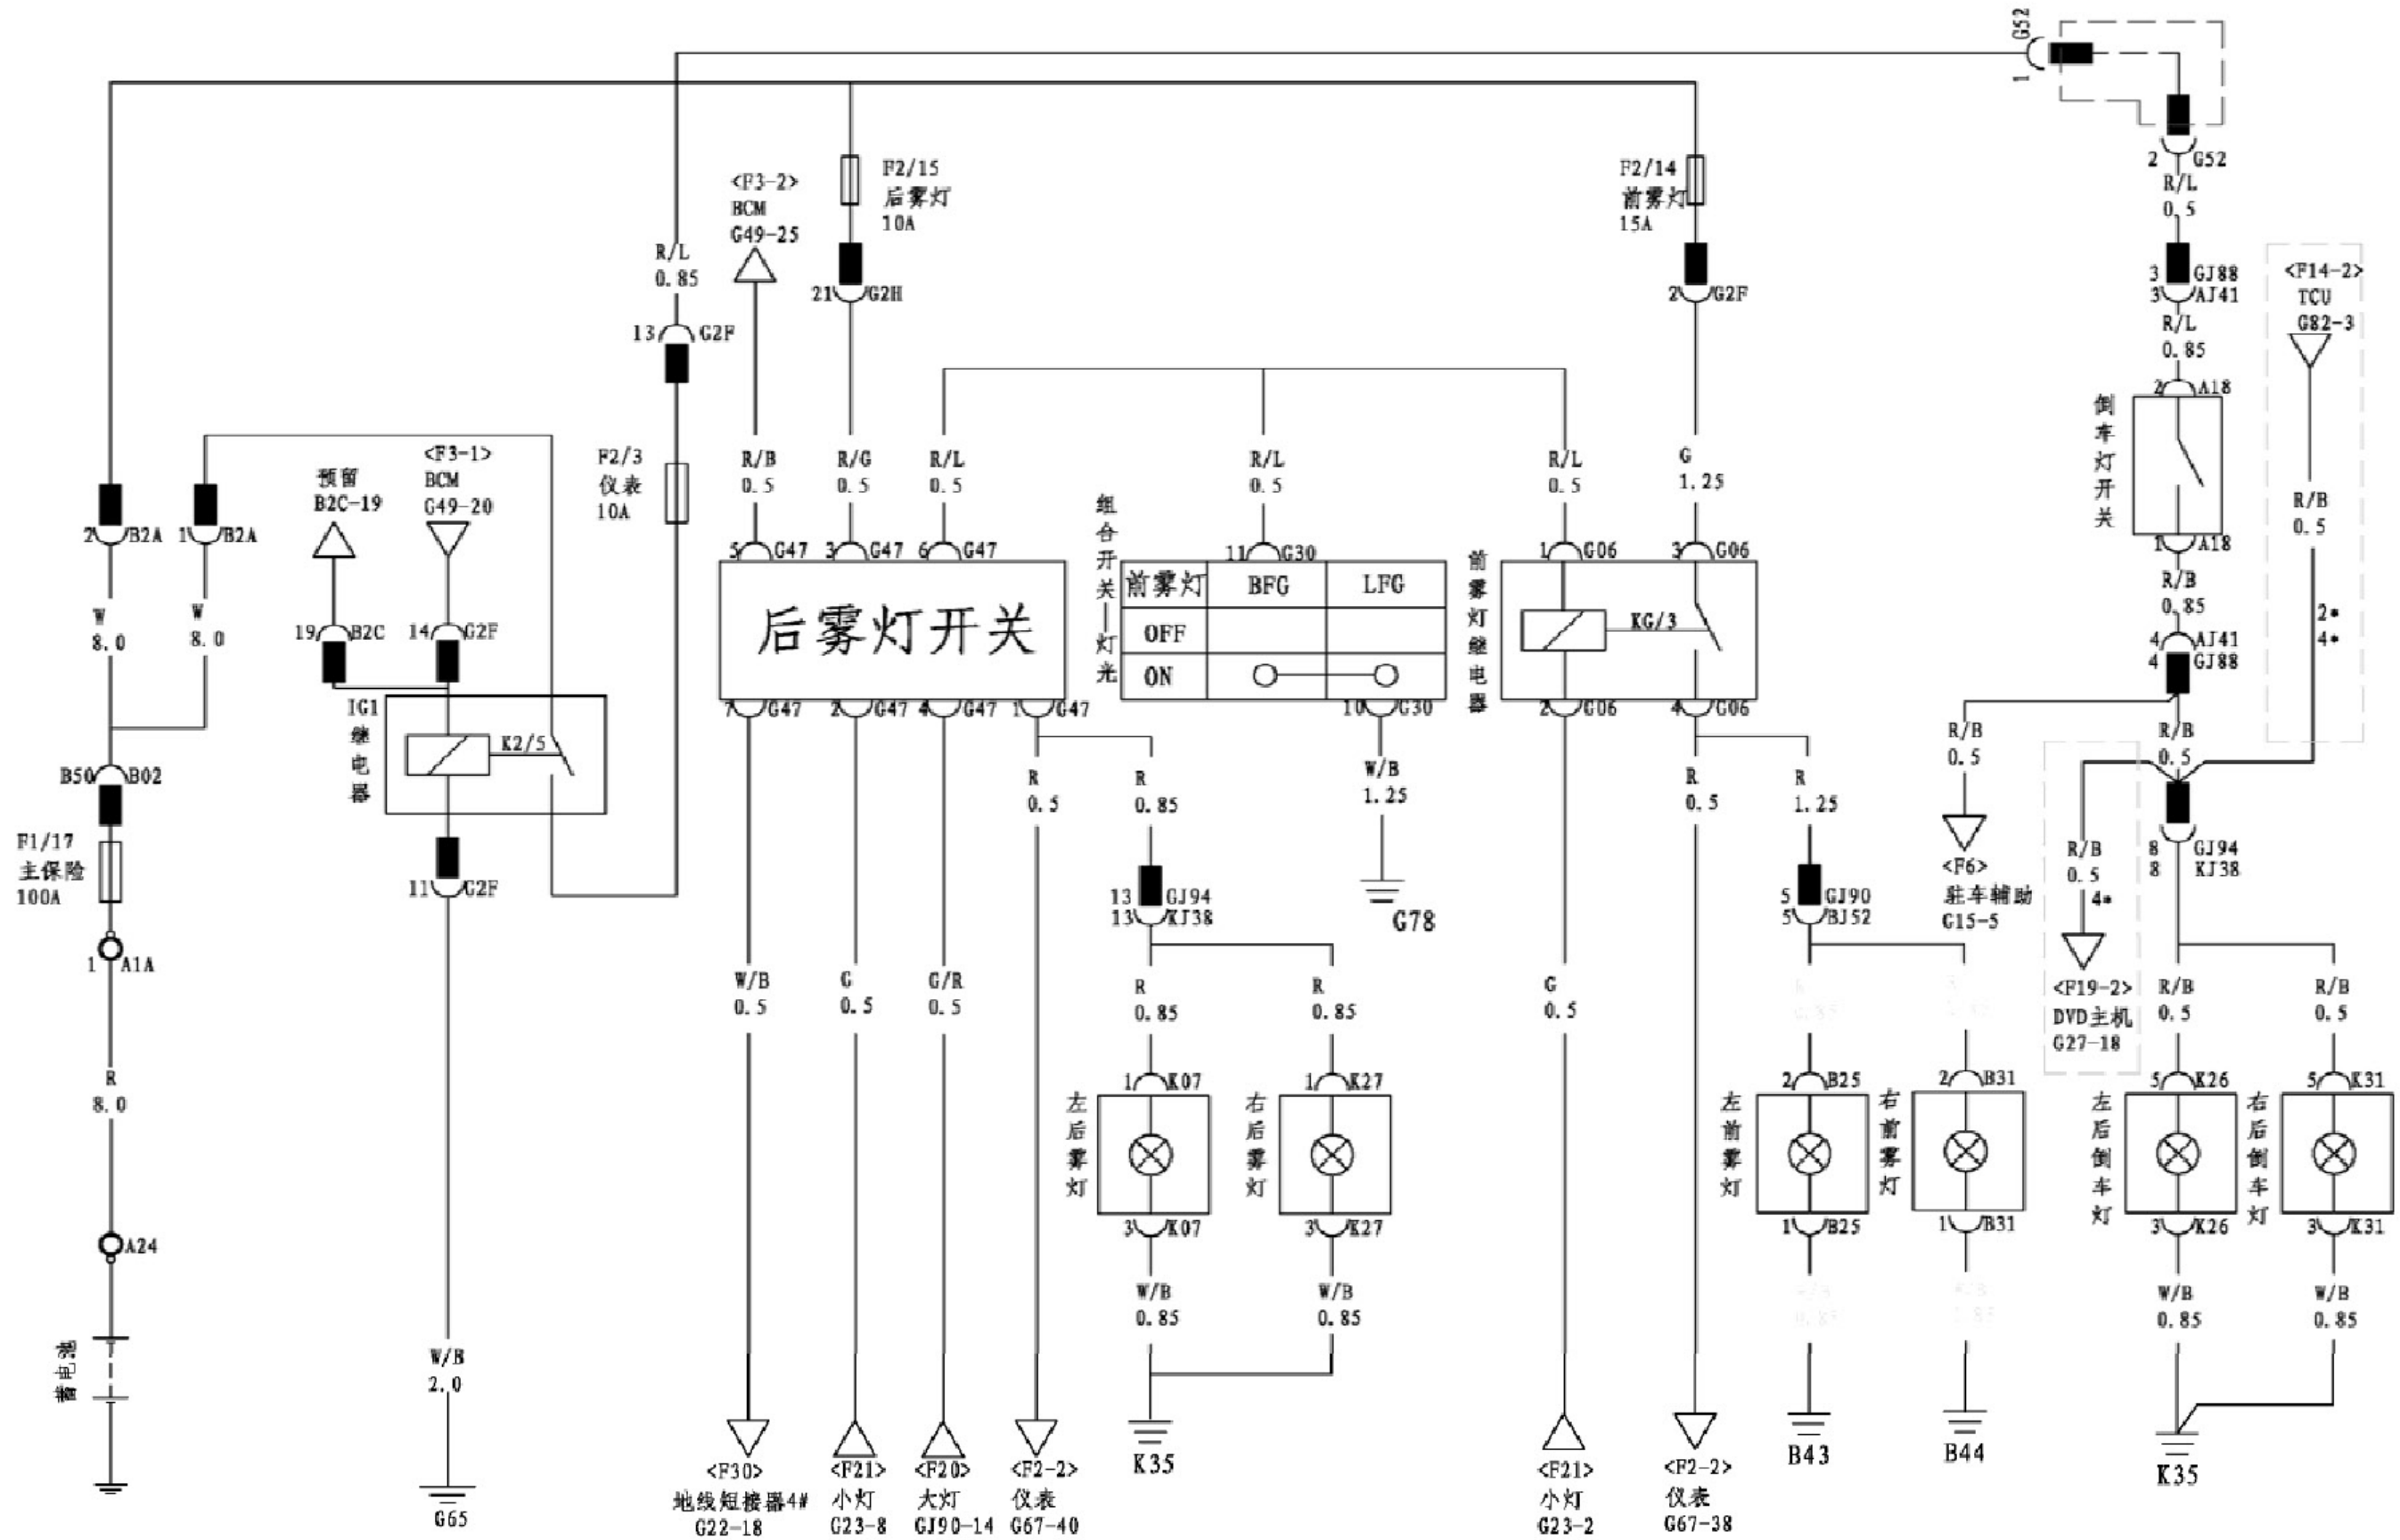 G52
1
2 G52
R/L
0.5
3 GJ88
3 AJ41
R/L
0.85
2 A18
倒车灯开关
1 A18
R/B
0.85
4 AJ41
4 GJ88
R/B
0.5
R/B
0.5
<F6>
驻车辅助
G15-5
<F14-2>
TCU
G82-3
R/B
0.5
2*
4*
R/B
0.5
4*
<F19-2>
DVD主机
G27-18
8 GJ94
8 KJ38
R/B
0.5
R/B
0.5
5 K26
左后倒车灯
3 K26
W/B
0.85
5 K31
右后倒车灯
3 K31
W/B
0.85
K35
F2/14
前雾灯
15A
2 G2F
G
1.25
R/L
0.5
1 G06
3 G06
前雾灯继电器
KG/3
2 G06
4 G06
G
0.5
<F21>
小灯
G23-2
R
0.5
<F2-2>
仪表
G67-38
R
1.25
5 GJ90
5 BJ52
2 B25
左前雾灯
1 B25
B43
2 B31
右前雾灯
1 B31
B44
F2/15
后雾灯
10A
21 G2H
<F3-2>
BCM
G49-25
R/L
0.85
13 G2F
F2/3
仪表
10A
R/B
0.5
R/G
0.5
R/L
0.5
R/L
0.5
5 G47
3 G47
6 G47
后雾灯开关
7 G47
2 G47
4 G47
1 G47
组合开关—灯光
11 G30
前雾灯 BFG LFG
OFF
ON
10 G30
W/B
1.25
G78
R
0.5
R
0.85
13 GJ94
13 KJ38
R
0.85
R
0.85
1 K07
左后雾灯
3 K07
W/B
0.85
1 K27
右后雾灯
3 K27
W/B
0.85
K35
W/B
0.5
G
0.5
G/R
0.5
<F30>
地线短接器4#
G22-18
<F21>
小灯
G23-8
<F20>
大灯
GJ90-14
<F2-2>
仪表
G67-40
预留
B2C-19
<F3-1>
BCM
G49-20
2 B2A
1 B2A
W
8.0
W
8.0
19 B2C
14 G2F
IG1继电器
K2/5
11 G2F
W/B
2.0
G65
B50 B02
F1/17
主保险
100A
1 A1A
R
8.0
A24
蓄电池